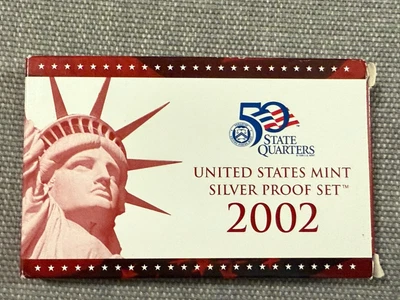 50
STATE
QUARTERS
UNITED STATES MINT
SILVER PROOF SET™
2002